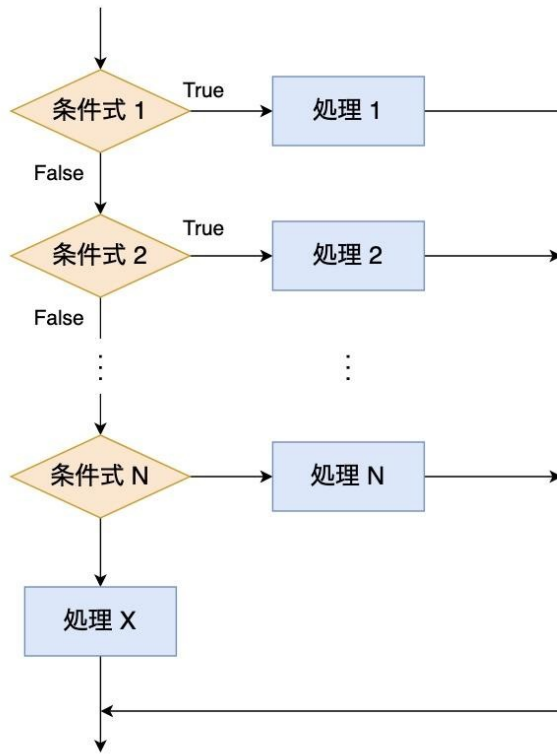 条件式 1
True
処理 1
False
条件式 2
True
処理 2
False
条件式 N
処理 N
処理 X